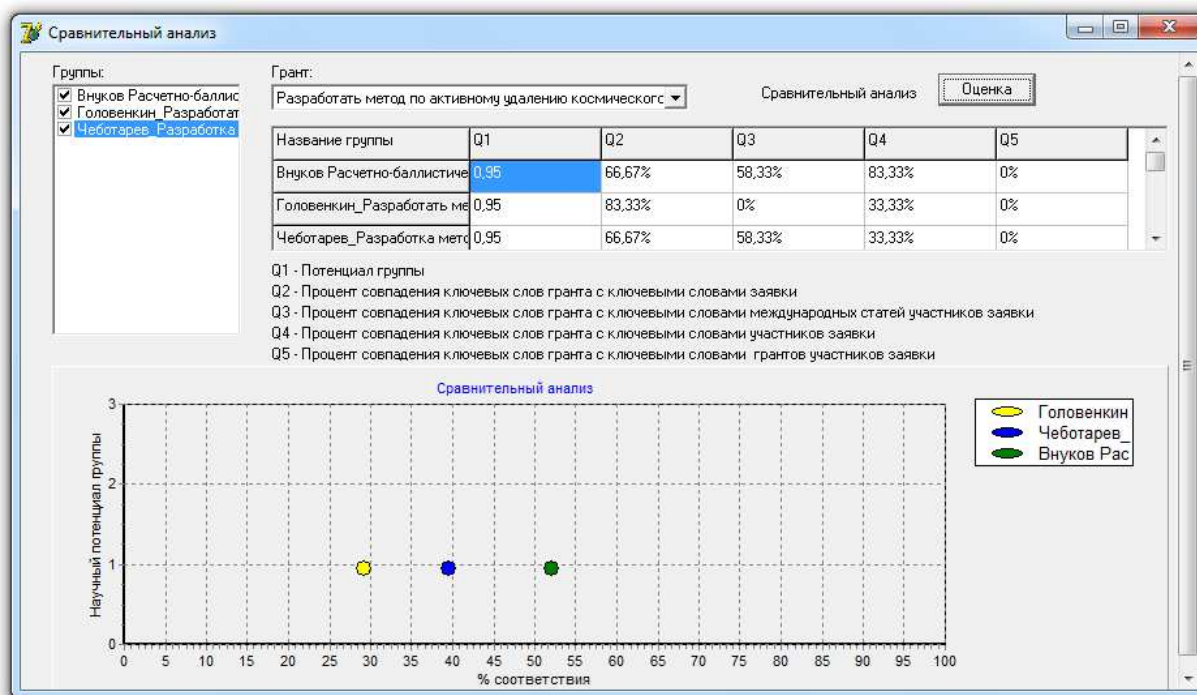 Сравнительный анализ
Группы:
Внуков Расчетно-баллис
Головенкин_Разработат
Чеботарев_Разработка
Грант:
Разработать метод по активному удалению космическогс
Сравнительный анализ
Оценка
Название группы Q1 Q2 Q3 Q4 Q5
Внуков Расчетно-баллистиче 0,95 66,67% 58,33% 83,33% 0%
Головенкин_Разработать ме 0,95 83,33% 0% 33,33% 0%
Чеботарев_Разработка метс 0,95 66,67% 58,33% 33,33% 0%
Q1 - Потенциал группы
Q2 - Процент совпадения ключевых слов гранта с ключевыми словами заявки
Q3 - Процент совпадения ключевых слов гранта с ключевыми словами международных статей участников заявки
Q4 - Процент совпадения ключевых слов гранта с ключевыми словами участников заявки
Q5 - Процент совпадения ключевых слов гранта с ключевыми словами грантов участников заявки
Сравнительный анализ
Научный потенциал группы
3
2
1
0
0 5 10 15 20 25 30 35 40 45 50 55 60 65 70 75 80 85 90 95 100
% соответствия
Головенкин
Чеботарев_
Внуков Рас